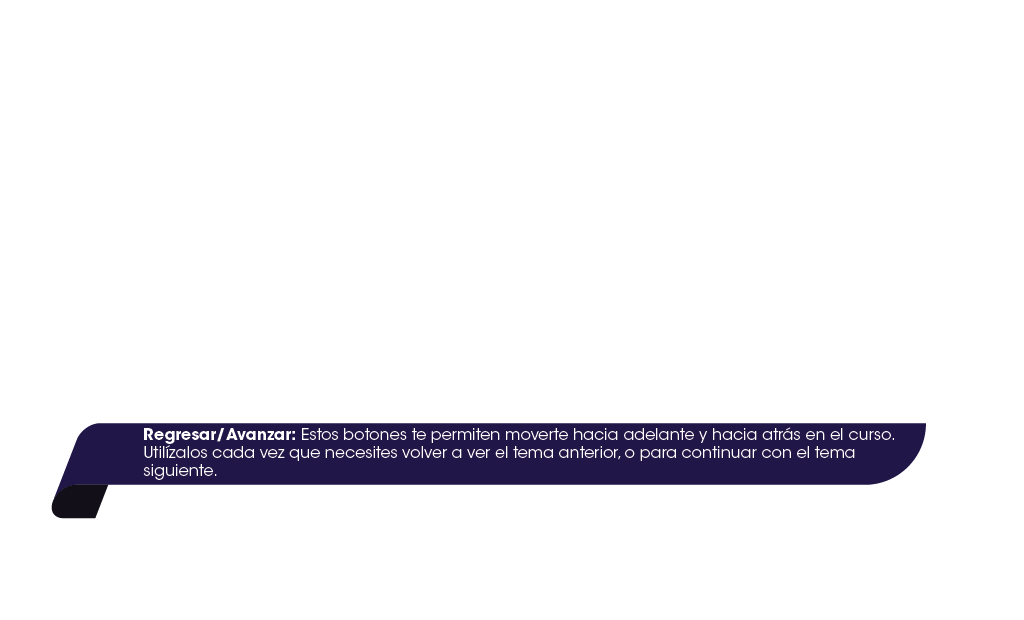 Regresar/Avanzar: Estos botones te permiten moverte hacia adelante y hacia atrás en el curso.
Utilízalos cada vez que necesites volver a ver el tema anterior, o para continuar con el tema
siguiente.